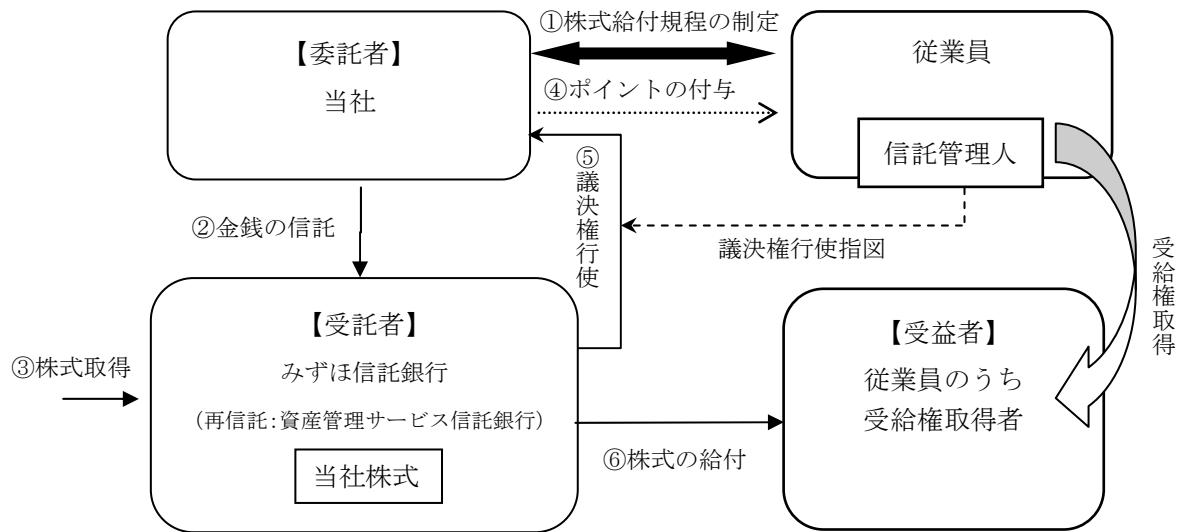 ①株式給付規程の制定
【委託者】
当社
従業員
④ポイントの付与
信託管理人
⑤議決権行使
②金銭の信託
議決権行使指図
受給権取得
【受託者】
みずほ信託銀行
（再信託：資産管理サービス信託銀行）
当社株式
③株式取得
【受益者】
従業員のうち
受給権取得者
⑥株式の給付